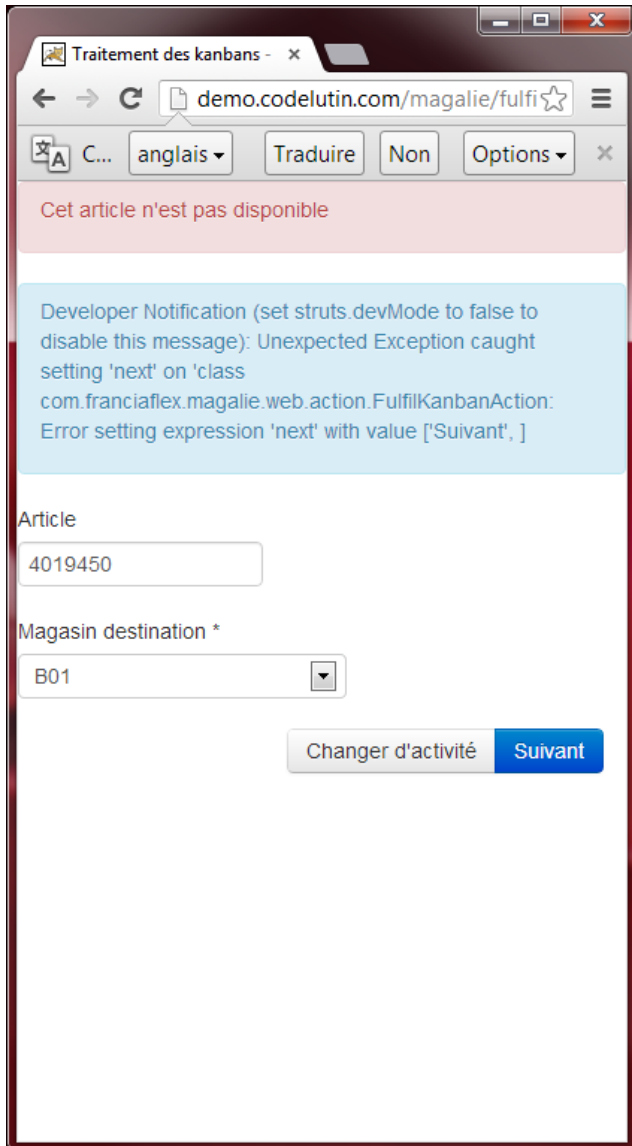 Traitement des kanbans -
demo.codelutin.com/magalie/fulfi
C... anglais Traduire Non Options
Cet article n'est pas disponible
Developer Notification (set struts.devMode to false to
disable this message): Unexpected Exception caught
setting 'next' on 'class
com.franciaflex.magalie.web.action.FulfilKanbanAction:
Error setting expression 'next' with value ['Suivant', ]
Article
4019450
Magasin destination *
B01
Changer d'activité Suivant